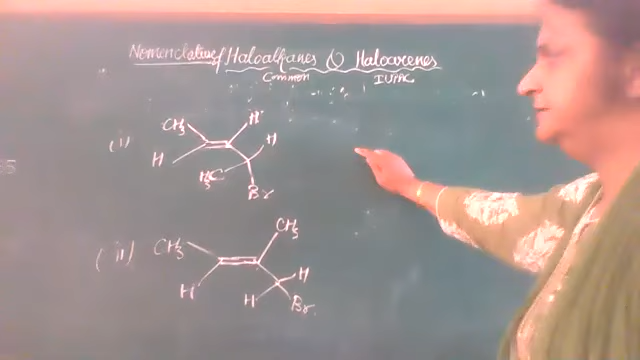 Nomenclature of Haloalkanes & Haloarenes
Common IUPAC
(i) CH3 H
H H
H3C
Br
(ii) CH3 CH3
H H H
Br